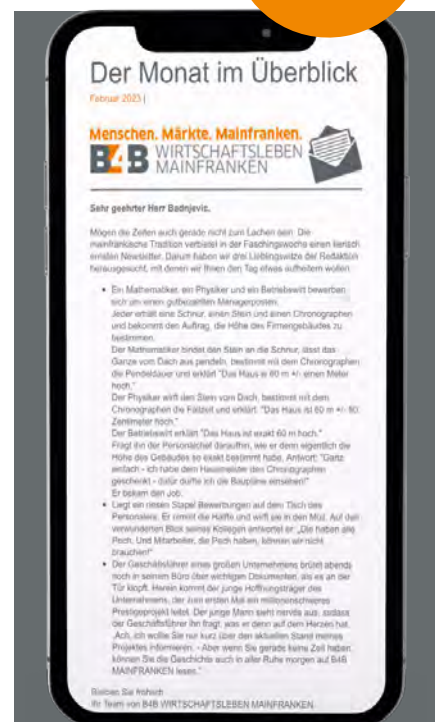 Der Monat im Überblick
Februar 2023 |
Menschen. Märkte. Mainfranken.
B4B WIRTSCHAFTSLEBEN
MAINFRANKEN
Sehr geehrter Herr Badnjevic,
Mögen die Zeiten auch gerade nicht zum Lachen sein. Die
mainfränkische Tradition verbietet in der Faschingswoche einen tierisch
ernsten Newsletter. Darum haben wir drei Lieblingswitze der Redaktion
herausgesucht, mit denen wir Ihnen den Tag etwas aufheitern wollen:
• Ein Mathematiker, ein Physiker und ein Betriebswirt bewerben
sich um einen gutbezahlten Managerposten.
Jeder erhält eine Schnur, einen Stein und einen Chronographen
und bekommt den Auftrag, die Höhe des Firmengebäudes zu
bestimmen.
Der Mathematiker bindet den Stein an die Schnur, lässt das
Ganze vom Dach aus pendeln, bestimmt mit dem Chronographen
die Pendeldauer und erklärt "Das Haus is 60 m +/- einen Meter
hoch."
Der Physiker wirft den Stein vom Dach, bestimmt mit dem
Chronographen die Fallzeit und erklärt: "Das Haus ist 60 m +/- 50
Zentimeter hoch."
Der Betriebswirt erklärt "Das Haus ist exakt 60 m hoch."
Fragt ihn der Personalchef daraufhin, wie er denn eigentlich die
Höhe des Gebäudes so exakt bestimmt habe. Antwort: "Ganz
einfach - ich habe dem Hausmeister den Chronographen
geschenkt - dafür durfte ich die Baupläne einsehen!"
Er bekam den Job.
• Liegt ein riesen Stapel Bewerbungen auf dem Tisch des
Personalers. Er nimmt die Hälfte und wirft sie in den Müll. Auf den
verwunderten Blick seines Kollegen antwortet er: „Die haben alle
Pech. Und Mitarbeiter, die Pech haben, können wir nicht
brauchen!"
• Der Geschäftsführer eines großen Unternehmens brütet abends
noch in seinem Büro über wichtigen Dokumenten, als es an der
Tür klopft. Herein kommt der junge Hoffnungsträger des
Unternehmens, der zum ersten Mal ein millionenschweres
Prestigeprojekt leitet. Der junge Mann sieht nervös aus, sodass
der Geschäftsführer ihn fragt, was er denn auf dem Herzen hat.
„Ach, ich wollte Sie nur kurz über den aktuellen Stand meines
Projektes informieren. - Aber wenn Sie gerade keine Zeit haben,
können Sie die Geschichte auch in aller Ruhe morgen auf B4B
MAINFRANKEN lesen."
Bleiben Sie fröhlich
Ihr Team von B4B WIRTSCHAFTSLEBEN MAINFRANKEN